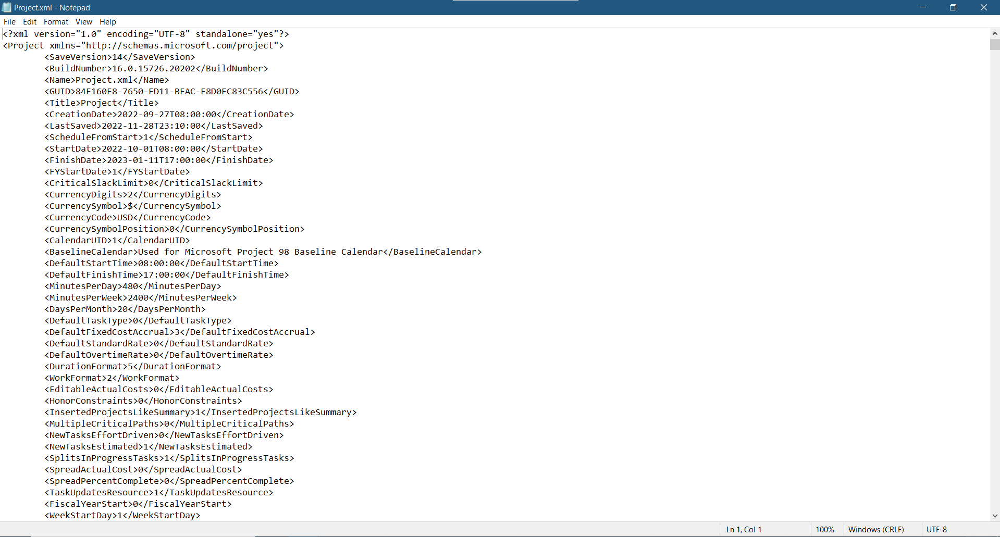 Project.xml - Notepad
File Edit Format View Help
<?xml version="1.0" encoding="UTF-8" standalone="yes"?>
<Project xmlns="http://schemas.microsoft.com/project">
<SaveVersion>14</SaveVersion>
<BuildNumber>16.0.15726.20202</BuildNumber>
<Name>Project.xml</Name>
<GUID>84E160E8-7650-ED11-BEAC-E8D0FC83C556</GUID>
<Title>Project</Title>
<CreationDate>2022-09-27T08:00:00</CreationDate>
<LastSaved>2022-11-28T23:10:00</LastSaved>
<ScheduleFromStart>1</ScheduleFromStart>
<StartDate>2022-10-01T08:00:00</StartDate>
<FinishDate>2023-01-11T17:00:00</FinishDate>
<FYStartDate>1</FYStartDate>
<CriticalSlackLimit>0</CriticalSlackLimit>
<CurrencyDigits>2</CurrencyDigits>
<CurrencySymbol>$</CurrencySymbol>
<CurrencyCode>USD</CurrencyCode>
<CurrencySymbolPosition>0</CurrencySymbolPosition>
<CalendarUID>1</CalendarUID>
<BaselineCalendar>Used for Microsoft Project 98 Baseline Calendar</BaselineCalendar>
<DefaultStartTime>08:00:00</DefaultStartTime>
<DefaultFinishTime>17:00:00</DefaultFinishTime>
<MinutesPerDay>480</MinutesPerDay>
<MinutesPerWeek>2400</MinutesPerWeek>
<DaysPerMonth>20</DaysPerMonth>
<DefaultTaskType>0</DefaultTaskType>
<DefaultFixedCostAccrual>3</DefaultFixedCostAccrual>
<DefaultStandardRate>0</DefaultStandardRate>
<DefaultOvertimeRate>0</DefaultOvertimeRate>
<DurationFormat>5</DurationFormat>
<WorkFormat>2</WorkFormat>
<EditableActualCosts>0</EditableActualCosts>
<HonorConstraints>0</HonorConstraints>
<InsertedProjectsLikeSummary>1</InsertedProjectsLikeSummary>
<MultipleCriticalPaths>0</MultipleCriticalPaths>
<NewTasksEffortDriven>0</NewTasksEffortDriven>
<NewTasksEstimated>1</NewTasksEstimated>
<SplitsInProgressTasks>1</SplitsInProgressTasks>
<SpreadActualCost>0</SpreadActualCost>
<SpreadPercentComplete>0</SpreadPercentComplete>
<TaskUpdatesResource>1</TaskUpdatesResource>
<FiscalYearStart>0</FiscalYearStart>
<WeekStartDay>1</WeekStartDay>
Ln 1, Col 1 100% Windows (CRLF) UTF-8